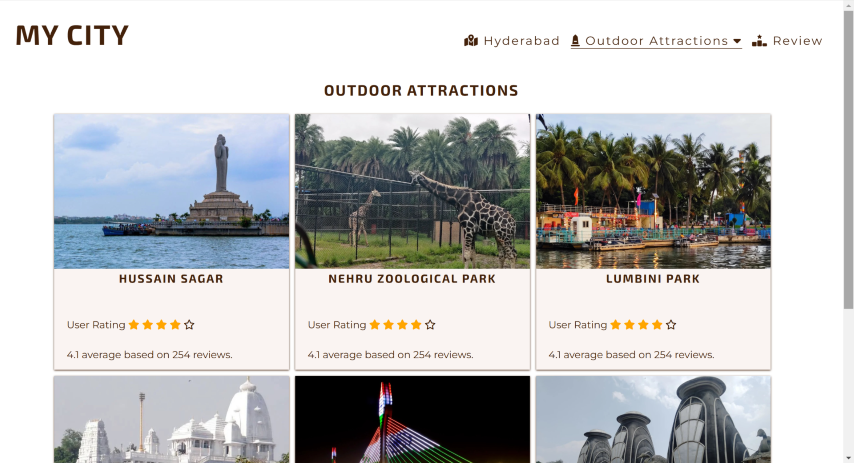 MY CITY
Hyderabad Outdoor Attractions Review
OUTDOOR ATTRACTIONS
HUSSAIN SAGAR
User Rating
4.1 average based on 254 reviews.
NEHRU ZOOLOGICAL PARK
User Rating
4.1 average based on 254 reviews.
LUMBINI PARK
User Rating
4.1 average based on 254 reviews.